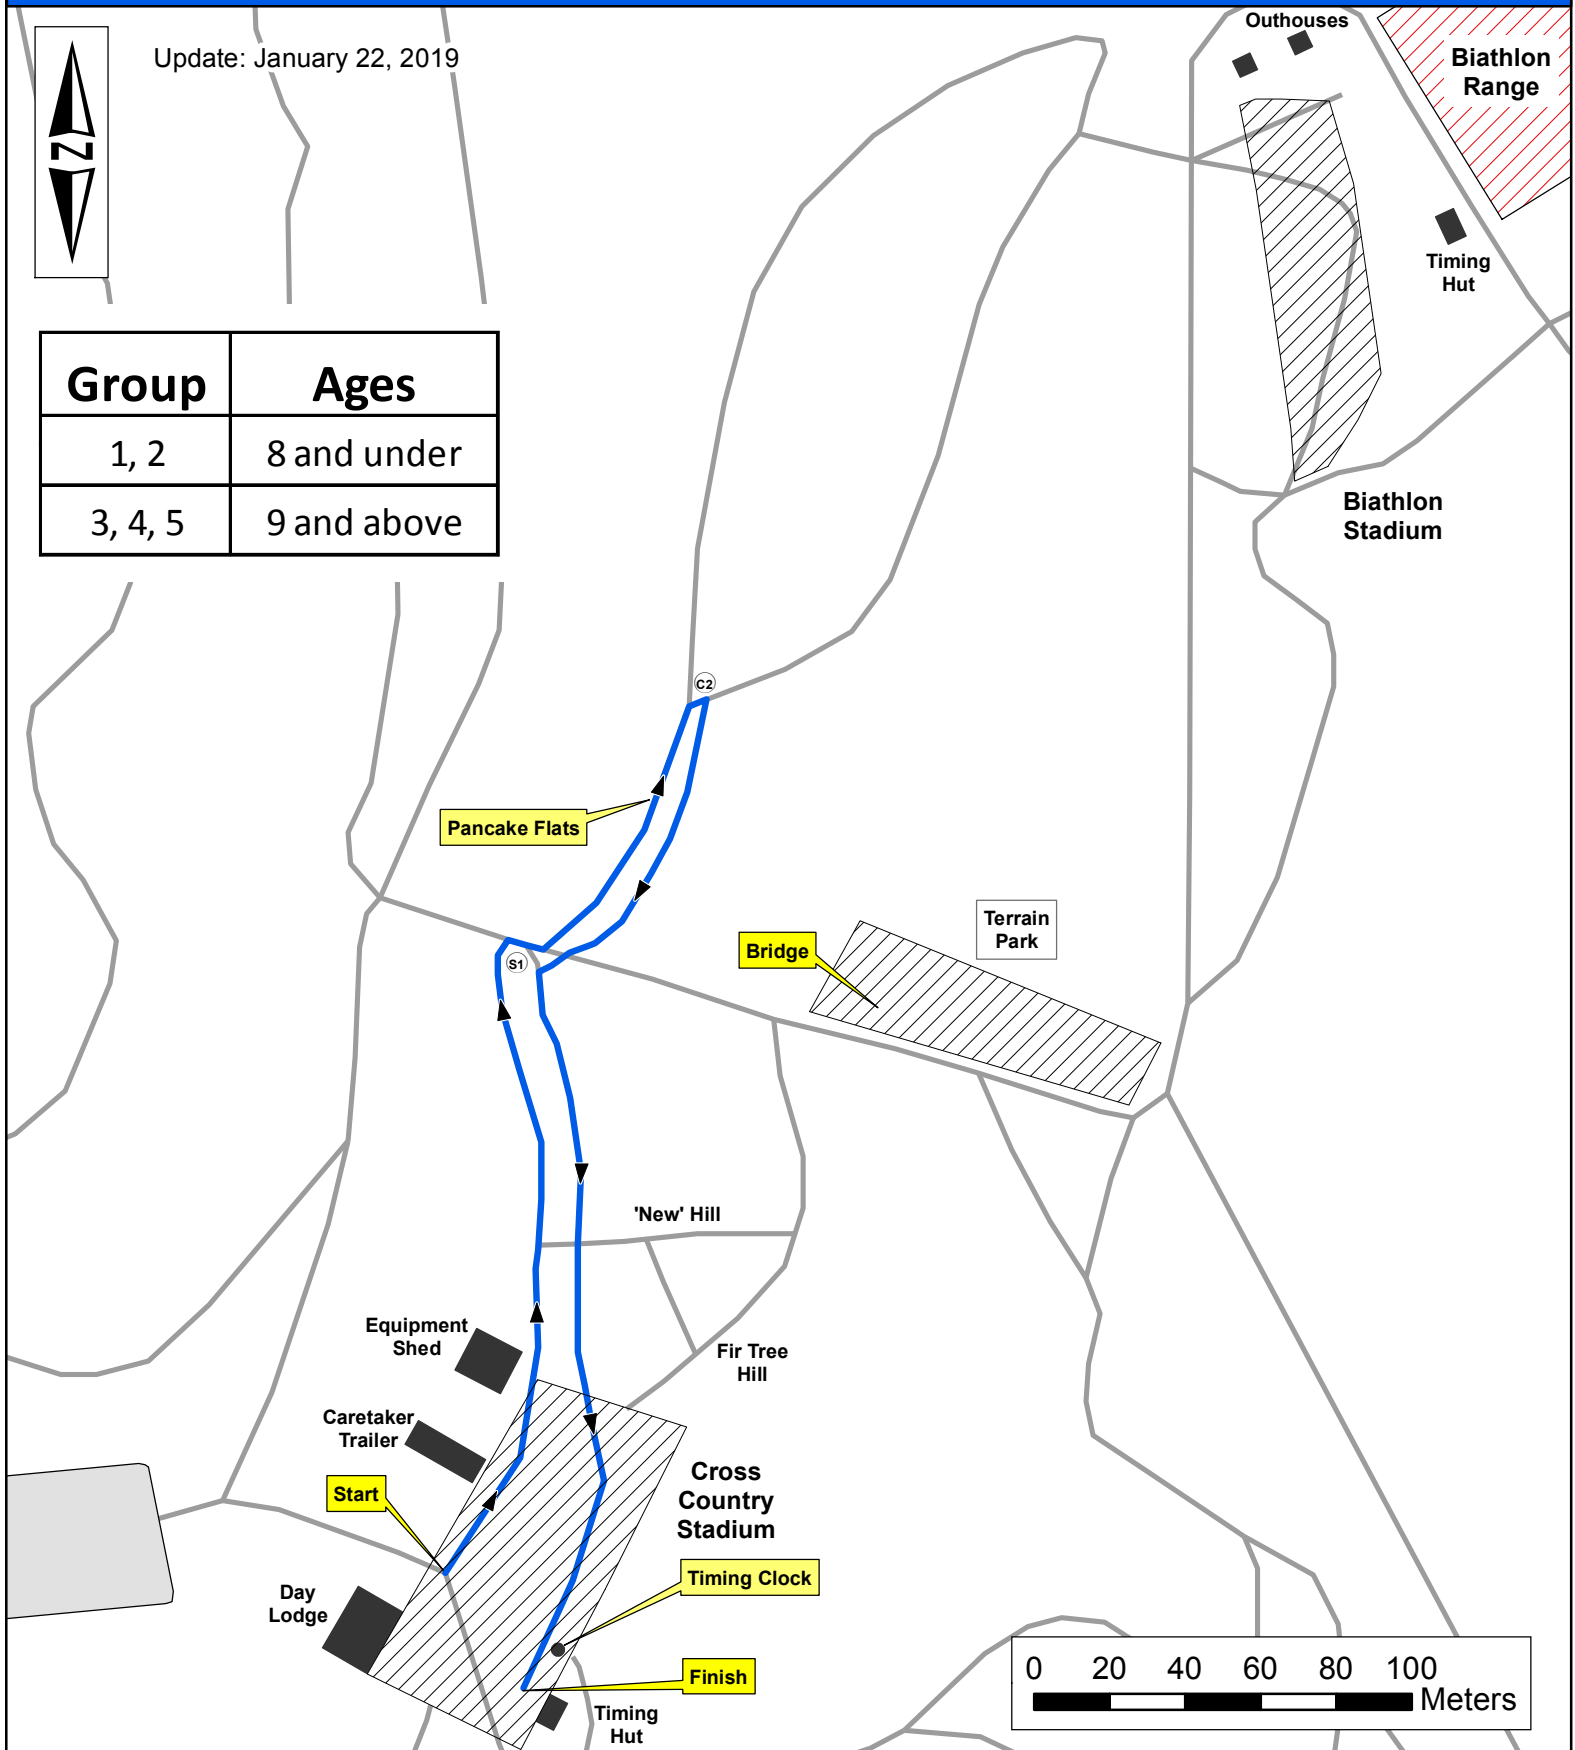 Outhouses
Update: January 22, 2019
Biathlon
Range
N
Timing
Hut
Group Ages
1, 2 8 and under
3, 4, 5 9 and above
Biathlon
Stadium
C2
Pancake Flats
Terrain
Park
Bridge
S1
'New' Hill
Equipment
Shed
Fir Tree
Hill
Caretaker
Trailer
Cross
Country
Stadium
Start
Timing Clock
Day
Lodge
Finish
0 20 40 60 80 100
Meters
Timing
Hut